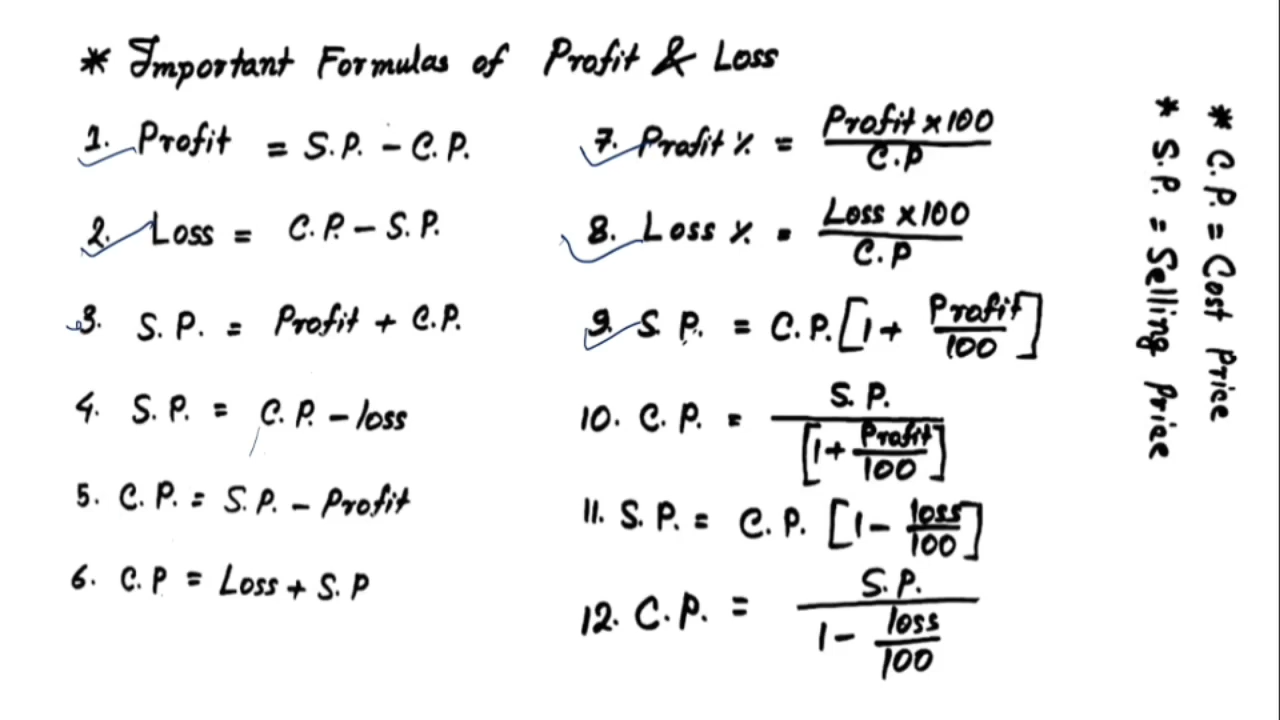 * Important Formulas of Profit & Loss
1. Profit = S.P. - C.P.
2. Loss = C.P. - S.P.
3. S.P. = Profit + C.P.
4. S.P. = C.P. - loss
5. C.P. = S.P. - Profit
6. C.P = Loss + S.P
7. Profit % = Profit x 100 / C.P
8. Loss % = Loss x 100 / C.P
9. S.P. = C.P. [1 + Profit/100]
10. C.P. = S.P. / [1 + Profit/100]
11. S.P. = C.P. [1 - loss/100]
12. C.P. = S.P. / 1 - loss/100
* C.P. = Cost Price
* S.P. = Selling Price